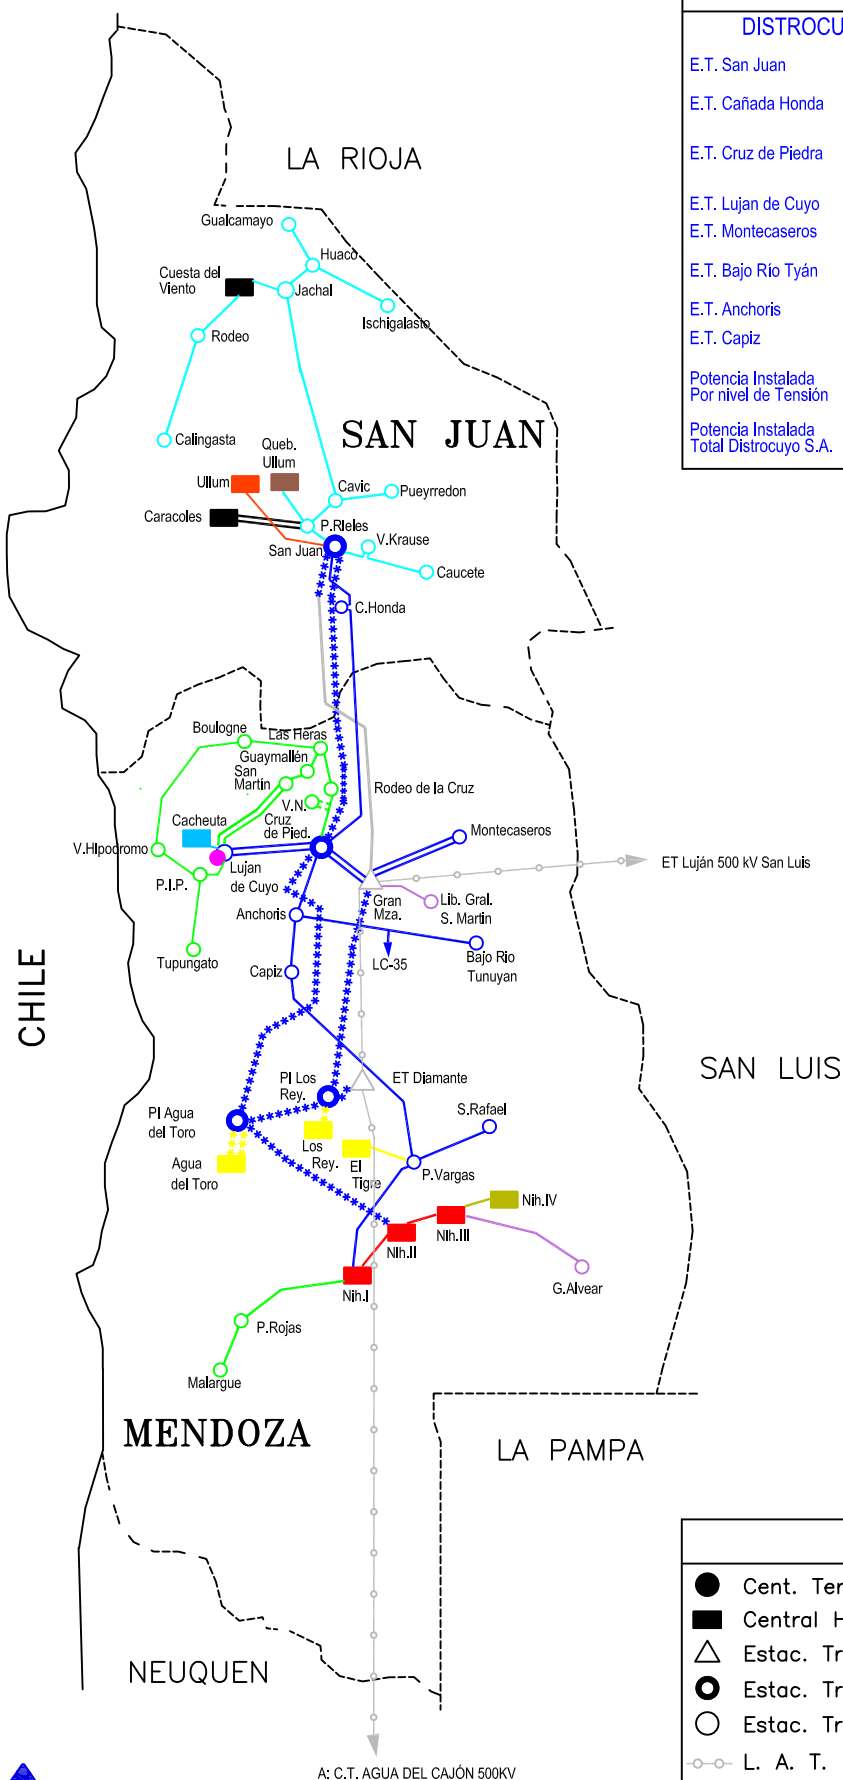 DISTROCU
E.T. San Juan
E.T. Cañada Honda
E.T. Cruz de Piedra
E.T. Lujan de Cuyo
E.T. Montecaseros
E.T. Bajo Río Tyán
E.T. Anchoris
E.T. Capiz
Potencia Instalada
Por nivel de Tensión
Potencia Instalada
Total Distrocuyo S.A.
LA RIOJA
Gualcamayo
Huaco
Cuesta del
Viento
Jachal
Ischigalasto
Rodeo
Calingasta
SAN JUAN
Queb.
Ullum
Ullum
Cavic
Pueyrredon
Caracoles
P.Rieles
San Juan
V.Krause
Caucete
C.Honda
Boulogne
Las Heras
Guaymallén
San
Martín
Rodeo de la Cruz
V.N.
Cacheuta
Cruz
de Pied.
Montecaseros
V.Hipodromo
Lujan
de Cuyo
ET Luján 500 kV San Luis
P.I.P.
Gran
Mza.
Lib. Gral.
S. Martin
Anchoris
Tupungato
LC-35
Bajo Rio
Tunuyan
Capiz
CHILE
SAN LUIS
PI Los
Rey.
ET Diamante
PI Agua
del Toro
S.Rafael
Los
Rey.
El
Tigre
P.Vargas
Agua
del Toro
Nih.IV
Nih.III
Nih.II
Nih.I
G.Alvear
P.Rojas
Malargue
MENDOZA
LA PAMPA
NEUQUEN
Cent. Ter
Central H
Estac. Tr
Estac. Tr
Estac. Tr
L. A. T.
A: C.T. AGUA DEL CAJÓN 500KV